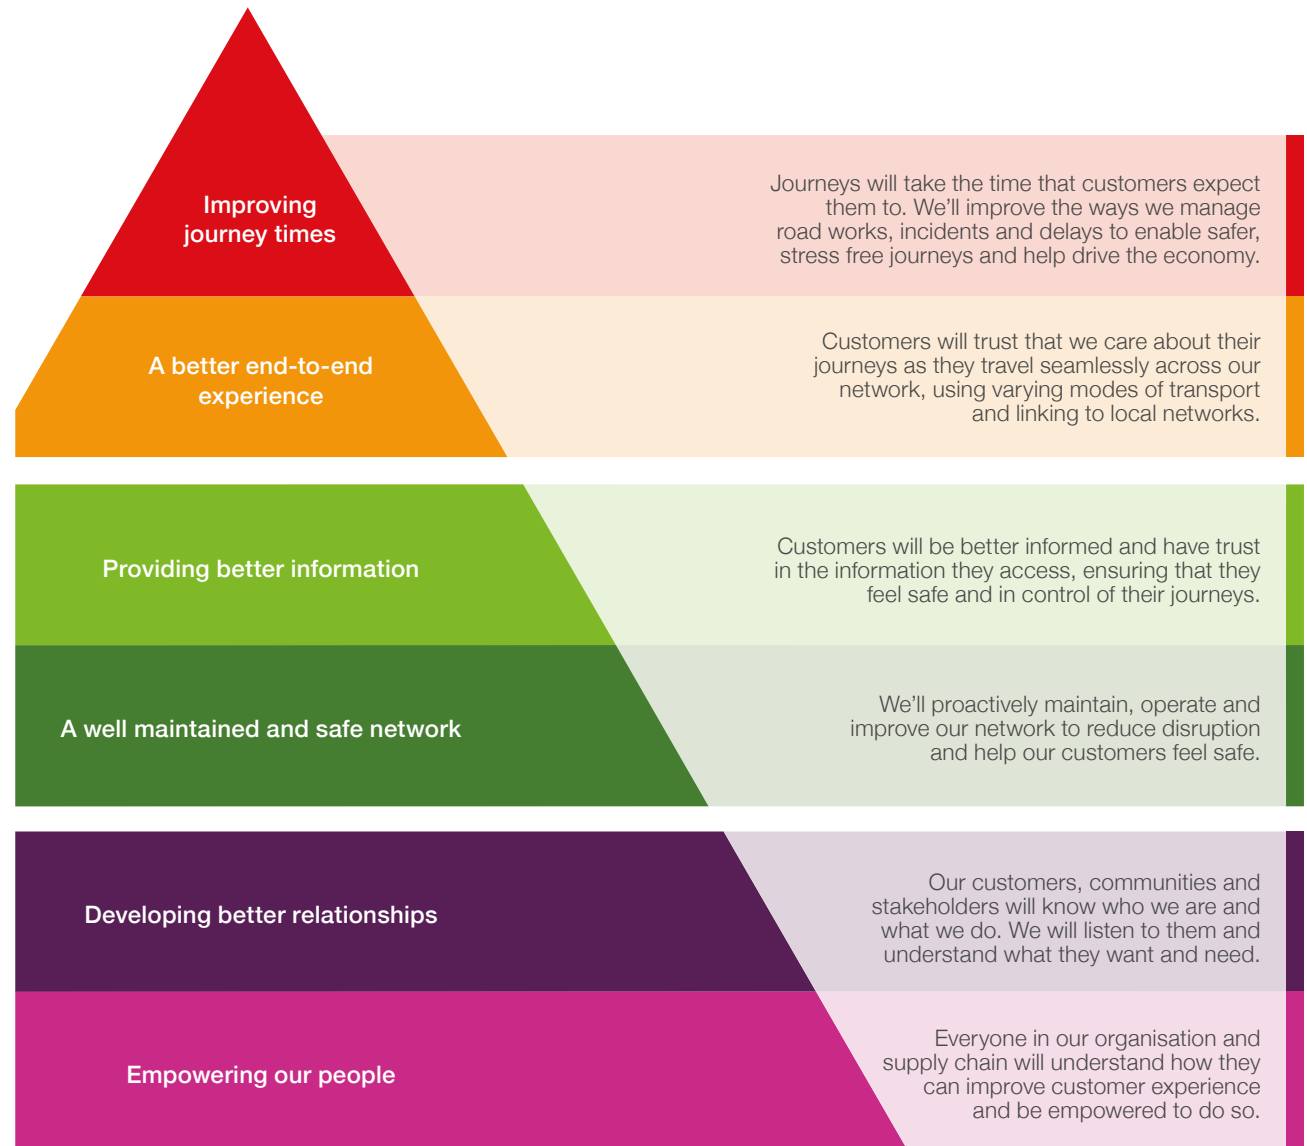 Improving
journey times
Journeys will take the time that customers expect
them to. We’ll improve the ways we manage
road works, incidents and delays to enable safer,
stress free journeys and help drive the economy.
A better end-to-end
experience
Customers will trust that we care about their
journeys as they travel seamlessly across our
network, using varying modes of transport
and linking to local networks.
Providing better information
Customers will be better informed and have trust
in the information they access, ensuring that they
feel safe and in control of their journeys.
A well maintained and safe network
We’ll proactively maintain, operate and
improve our network to reduce disruption
and help our customers feel safe.
Developing better relationships
Our customers, communities and
stakeholders will know who we are and
what we do. We will listen to them and
understand what they want and need.
Empowering our people
Everyone in our organisation and
supply chain will understand how they
can improve customer experience
and be empowered to do so.